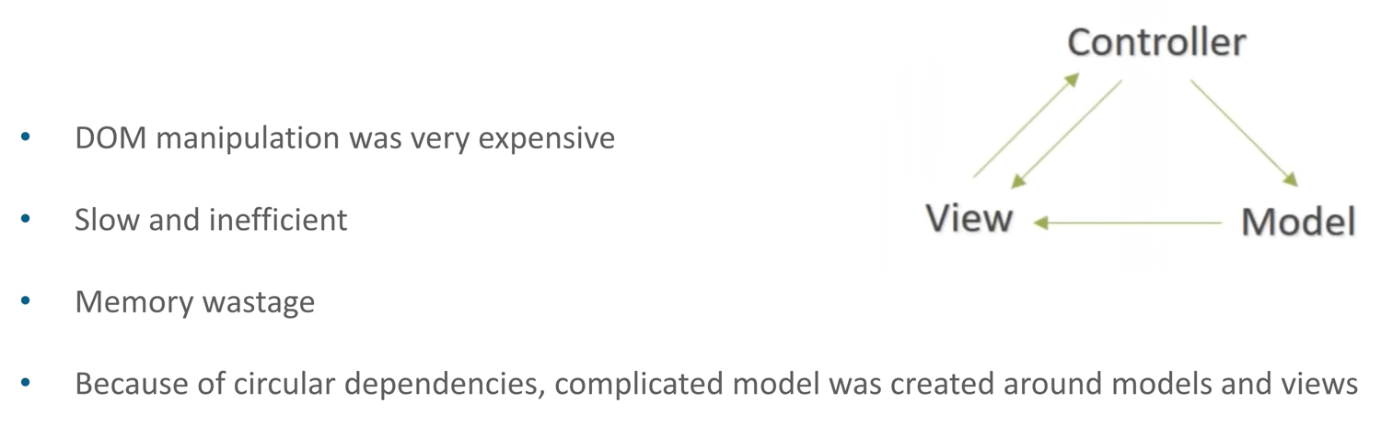 Controller
• DOM manipulation was very expensive
• Slow and inefficient
View
Model
• Memory wastage
• Because of circular dependencies, complicated model was created around models and views